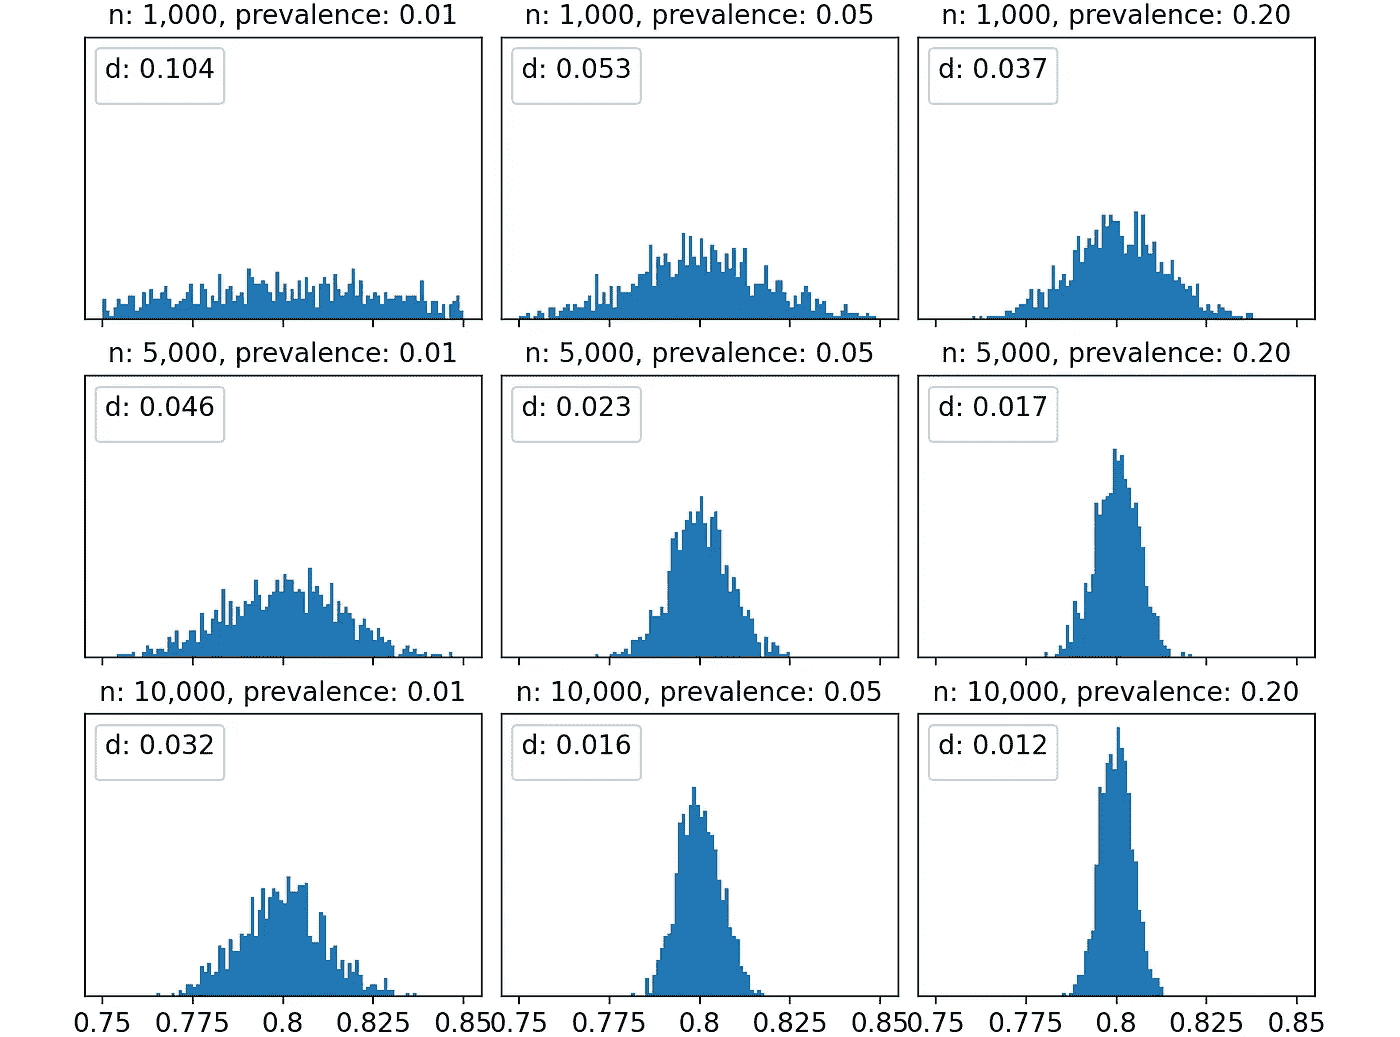 n: 1,000, prevalence: 0.01
n: 1,000, prevalence: 0.05
n: 1,000, prevalence: 0.20
d: 0.104
d: 0.053
d: 0.037
n: 5,000, prevalence: 0.01
n: 5,000, prevalence: 0.05
n: 5,000, prevalence: 0.20
d: 0.046
d: 0.023
d: 0.017
n: 10,000, prevalence: 0.01
n: 10,000, prevalence: 0.05
n: 10,000, prevalence: 0.20
d: 0.032
d: 0.016
d: 0.012
0.75 0.775 0.8 0.825 0.85
0.75 0.775 0.8 0.825 0.85
0.75 0.775 0.8 0.825 0.85